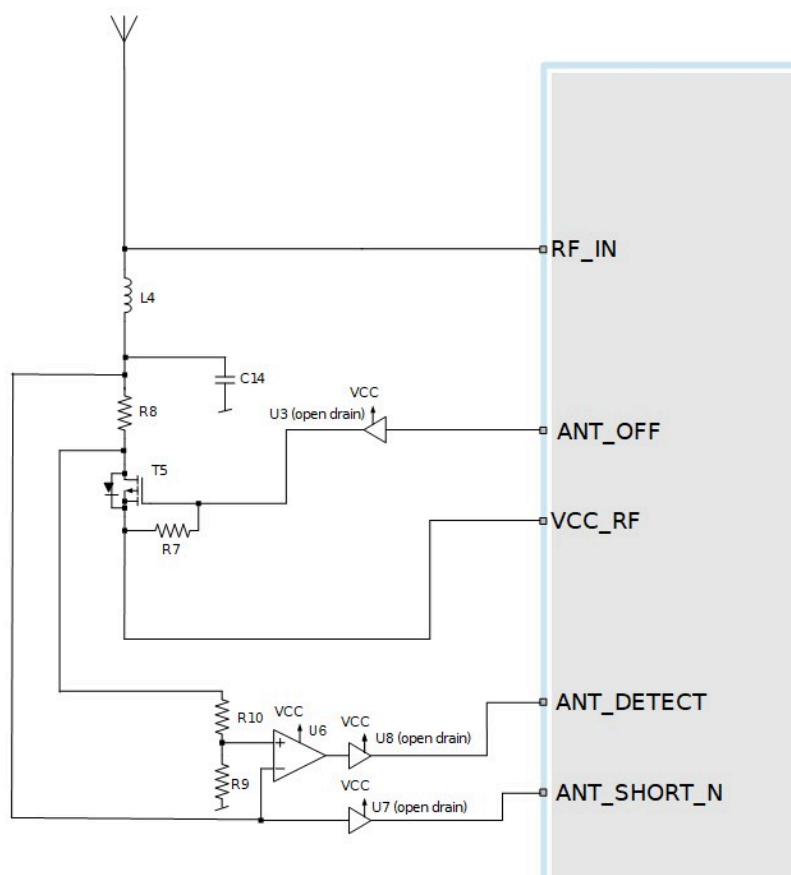 RF_IN
L4
C14
R8
VCC
U3 (open drain)
ANT_OFF
T5
VCC_RF
R7
ANT_DETECT
R10
VCC
U6
VCC
U8 (open drain)
+
−
R9
VCC
U7 (open drain)
ANT_SHORT_N